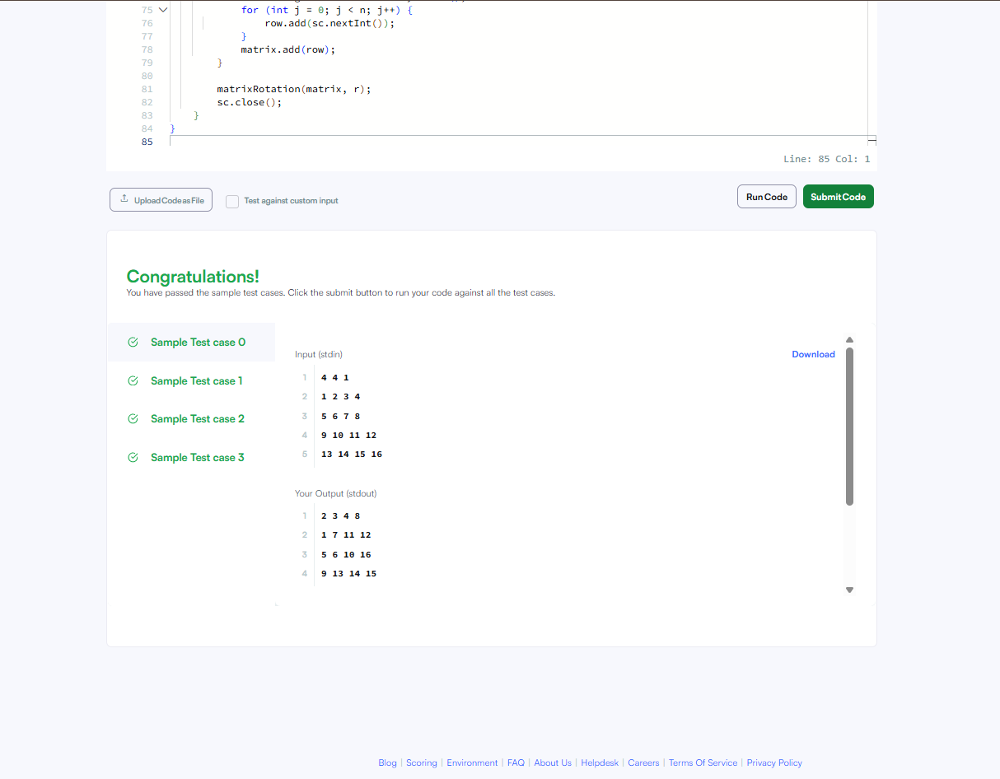 75 for (int j = 0; j < n; j++) {
76 row.add(sc.nextInt());
77 }
78 matrix.add(row);
79 }
80
81 matrixRotation(matrix, r);
82 sc.close();
83 }
84 }
85
Line: 85 Col: 1
Upload Code as File
Test against custom input
Run Code
Submit Code
Congratulations!
You have passed the sample test cases. Click the submit button to run your code against all the test cases.
Sample Test case 0
Sample Test case 1
Sample Test case 2
Sample Test case 3
Input (stdin)
Download
1 4 4 1
2 1 2 3 4
3 5 6 7 8
4 9 10 11 12
5 13 14 15 16
Your Output (stdout)
1 2 3 4 8
2 1 7 11 12
3 5 6 10 16
4 9 13 14 15
Blog | Scoring | Environment | FAQ | About Us | Helpdesk | Careers | Terms Of Service | Privacy Policy